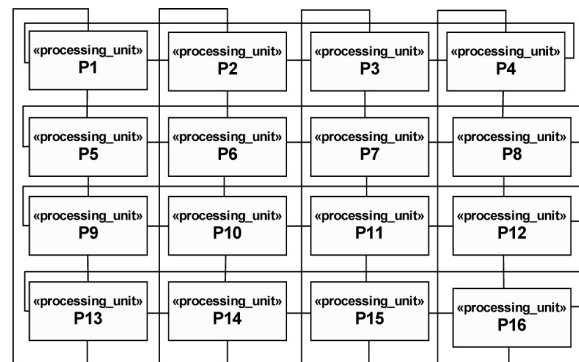 «processing_unit»
P1
«processing_unit»
P2
«processing_unit»
P3
«processing_unit»
P4
«processing_unit»
P5
«processing_unit»
P6
«processing_unit»
P7
«processing_unit»
P8
«processing_unit»
P9
«processing_unit»
P10
«processing_unit»
P11
«processing_unit»
P12
«processing_unit»
P13
«processing_unit»
P14
«processing_unit»
P15
«processing_unit»
P16